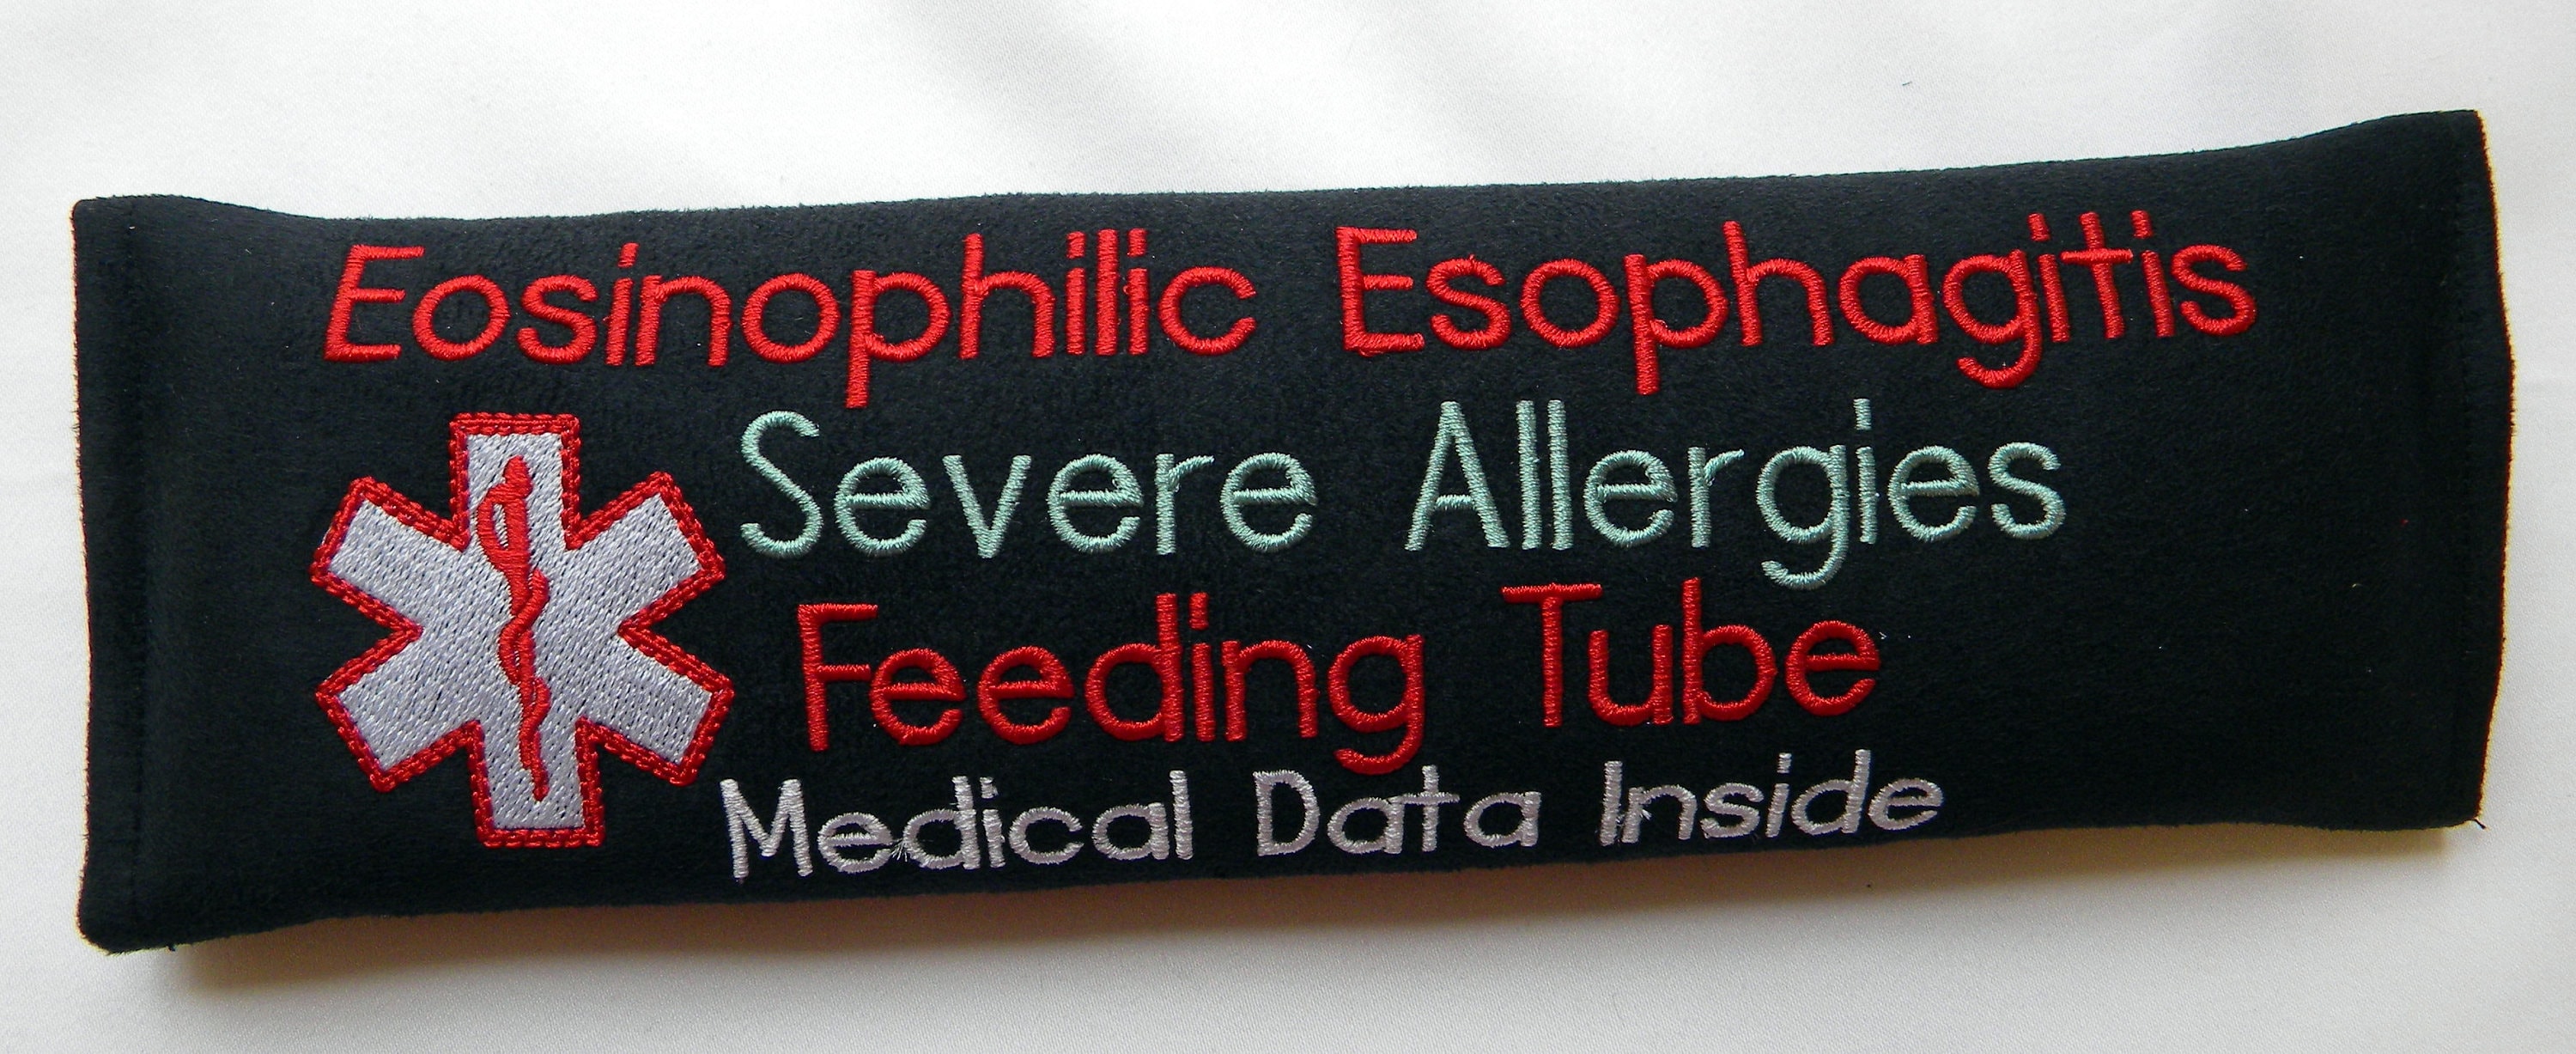 Eosinophilic Esophagitis
Severe Allergies
Feeding Tube
Medical Data Inside